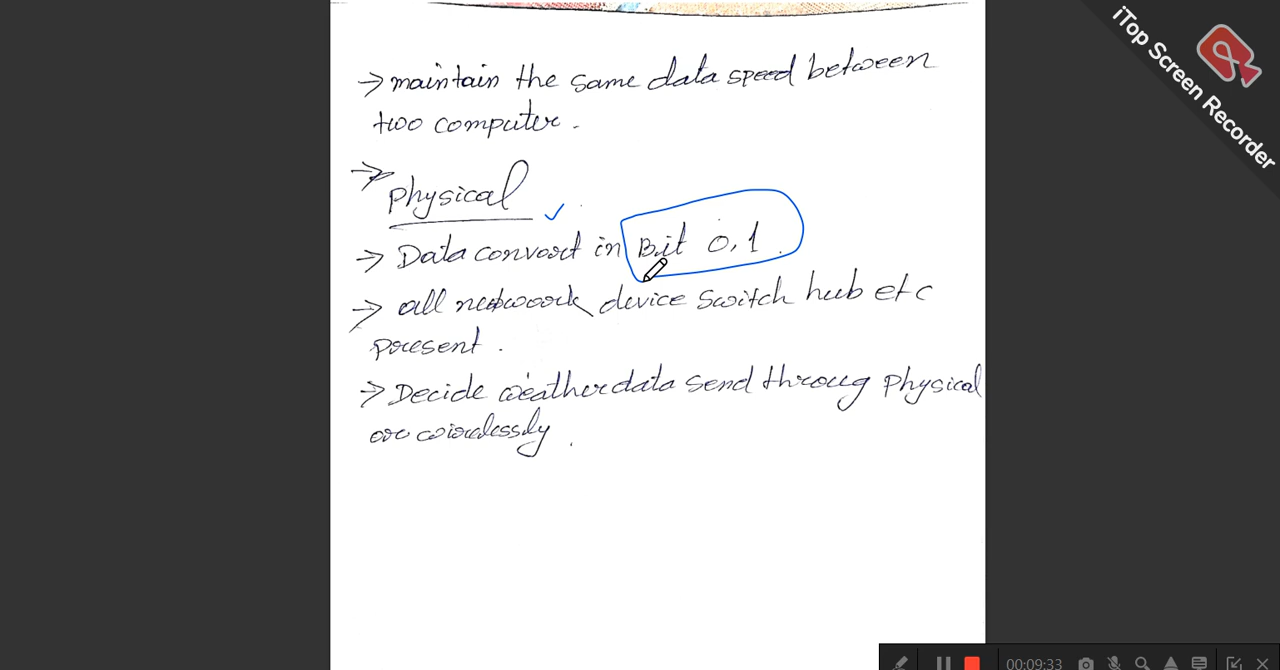 → maintain the same data speed between
two computer.
→ Physical
→ Data convert in Bit 0,1
→ all netwoork device switch hub etc
present.
→ Decide weather data send throug physical
or wirelessly.
iTop Screen Recorder
00:09:33